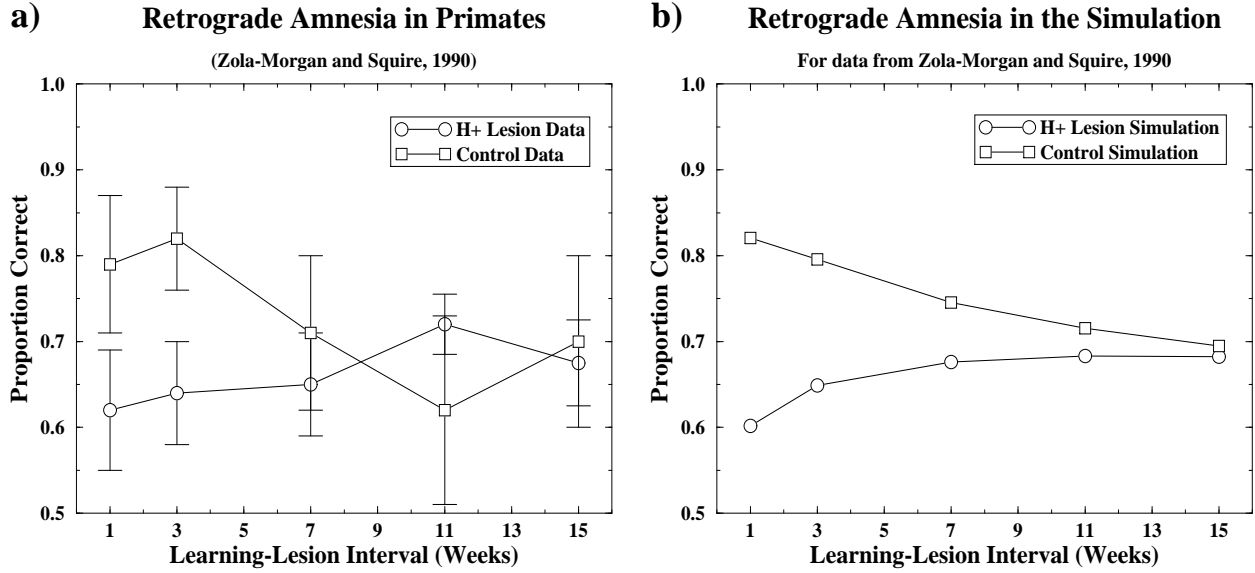 a)
Retrograde Amnesia in Primates
(Zola-Morgan and Squire, 1990)
1.0
0.9
0.8
0.7
0.6
0.5
Proportion Correct
H+ Lesion Data
Control Data
1 3 5 7 9 11 13 15
Learning-Lesion Interval (Weeks)
b)
Retrograde Amnesia in the Simulation
For data from Zola-Morgan and Squire, 1990
1.0
0.9
0.8
0.7
0.6
0.5
Proportion Correct
H+ Lesion Simulation
Control Simulation
1 3 5 7 9 11 13 15
Learning-Lesion Interval (Weeks)